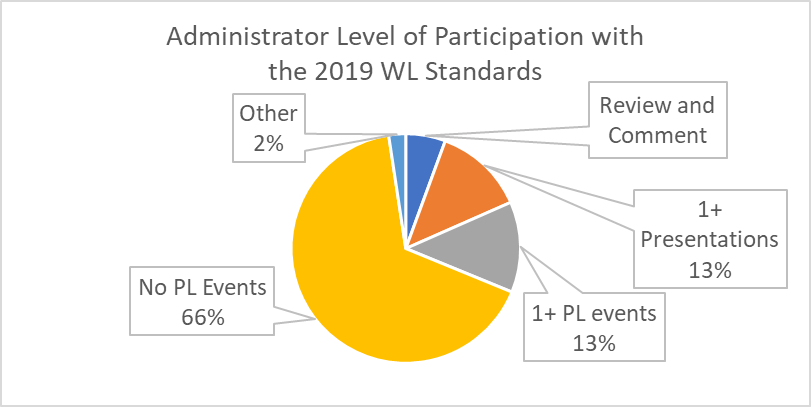 Administrator Level of Participation with
the 2019 WL Standards
Other
2%
Review and
Comment
1+
Presentations
13%
1+ PL events
13%
No PL Events
66%